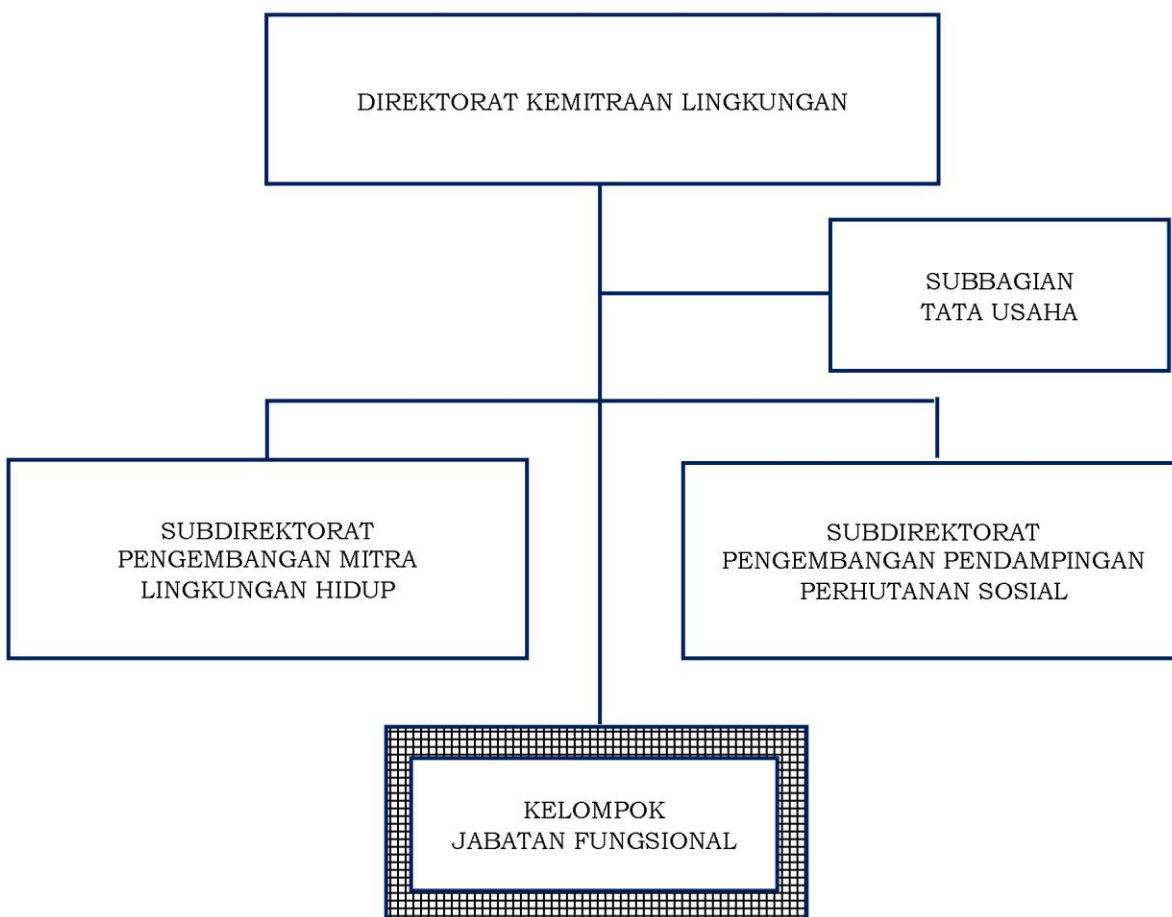 DIREKTORAT KEMITRAAN LINGKUNGAN
SUBBAGIAN
TATA USAHA
SUBDIREKTORAT
PENGEMBANGAN MITRA
LINGKUNGAN HIDUP
SUBDIREKTORAT
PENGEMBANGAN PENDAMPINGAN
PERHUTANAN SOSIAL
KELOMPOK
JABATAN FUNGSIONAL